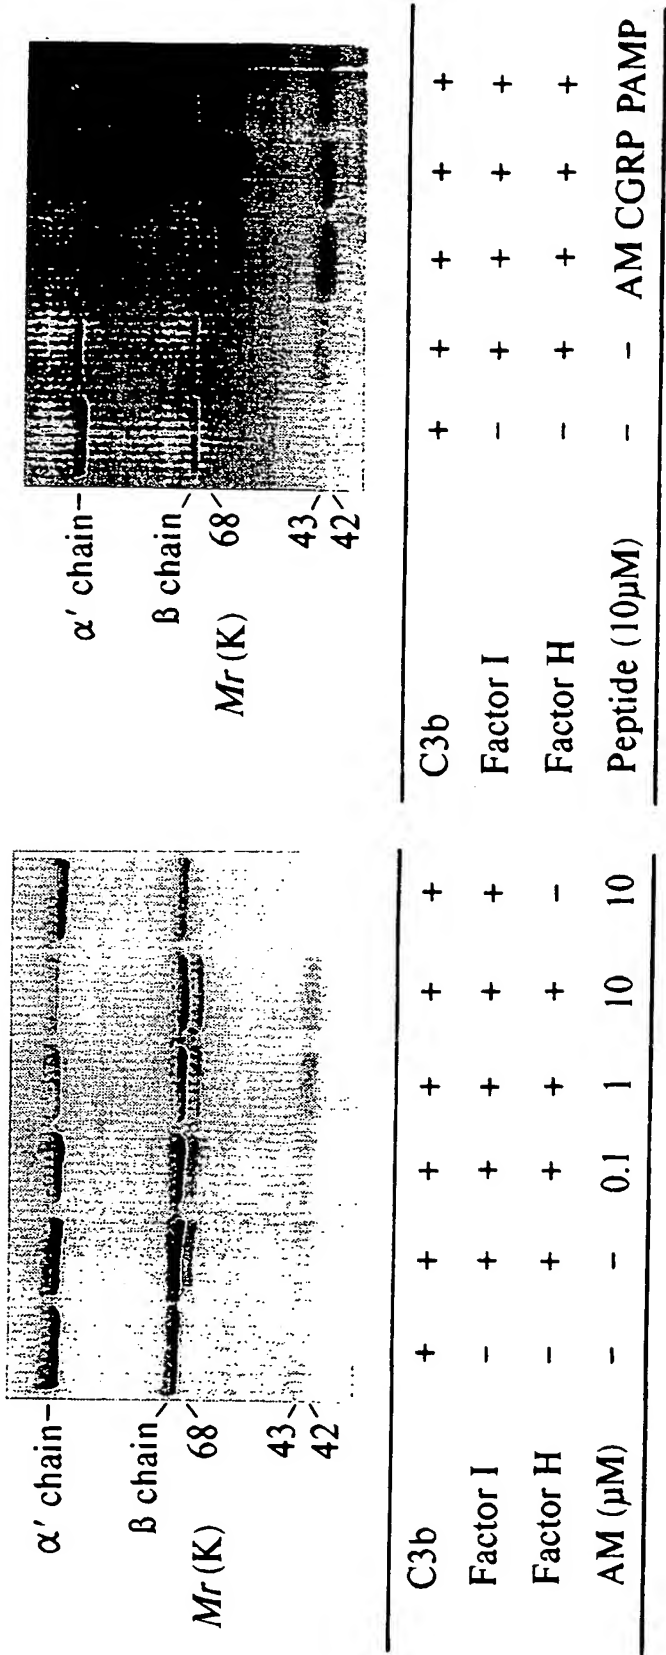 α′ chain
β chain
68
Mr (K)
43
42
C3b + + + + + +
Factor I − + + + + +
Factor H − + + + + −
AM (μM) − − 0.1 1 10 10
α′ chain
β chain
68
Mr (K)
43
42
C3b + + + + +
Factor I − + + + +
Factor H − + + + +
Peptide (10μM) − − AM CGRP PAMP